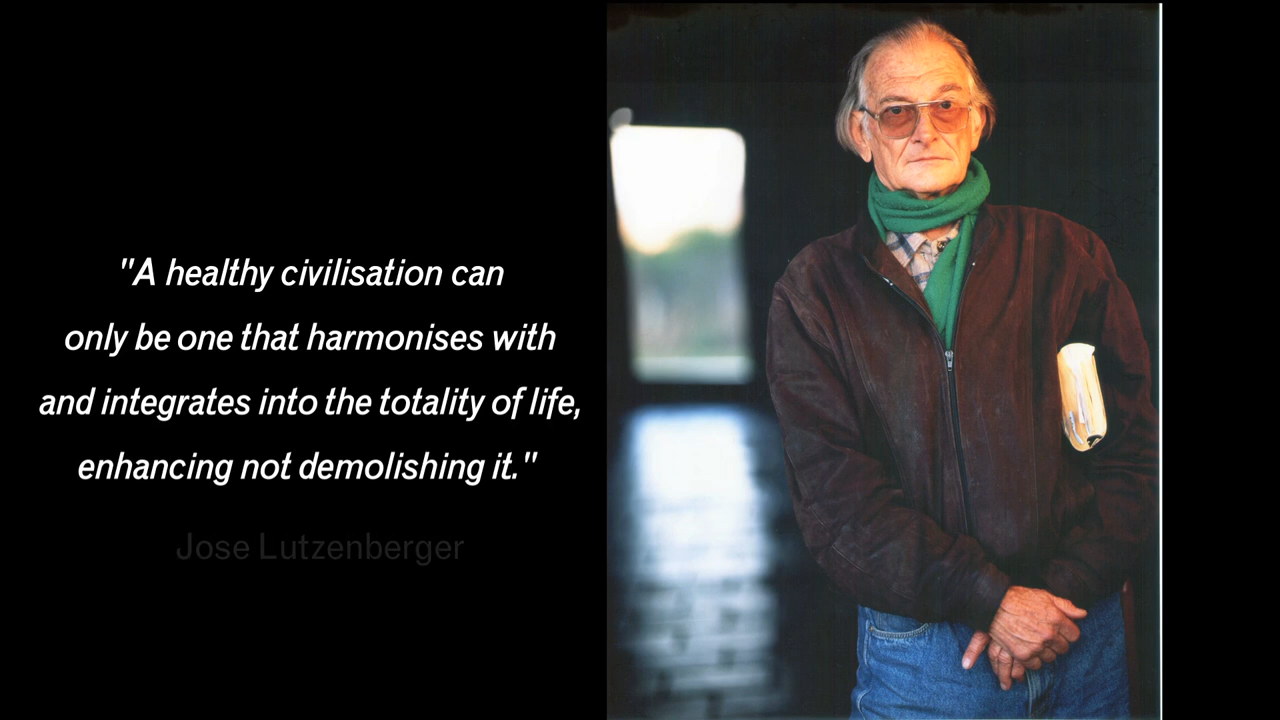 "A healthy civilisation can
only be one that harmonises with
and integrates into the totality of life,
enhancing not demolishing it."
Jose Lutzenberger